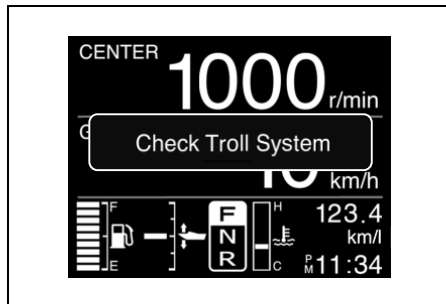 CENTER
1000 r/min
G
Check Troll System
km/h
F
F H 123.4
N km/l
E R C PM 11:34